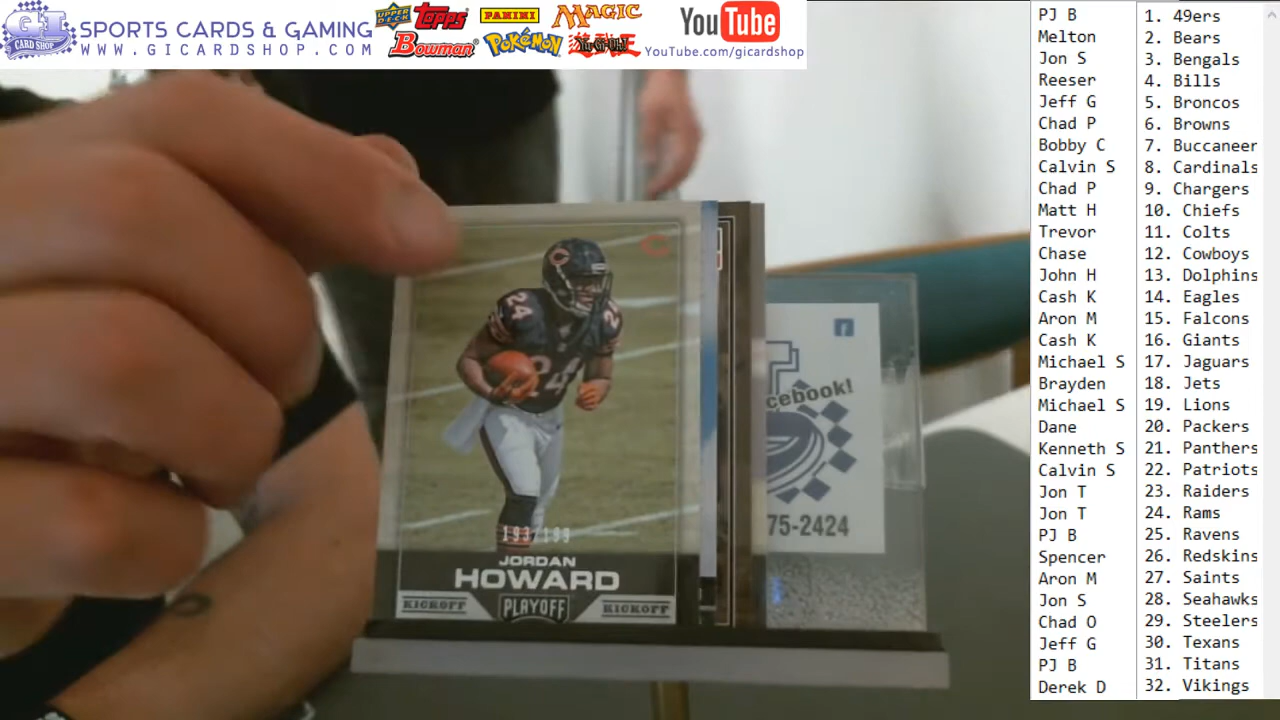 GI
CARD SHOP
SPORTS CARDS & GAMING
WWW.GICARDSHOP.COM
UPPER DECK
Topps
Bowman
PANINI
Pokémon
MAGIC
Yu-Gi-Oh!
YouTube
YouTube.com/gicardshop
PJ B 1. 49ers
Melton 2. Bears
Jon S 3. Bengals
Reeser 4. Bills
Jeff G 5. Broncos
Chad P 6. Browns
Bobby C 7. Buccaneer
Calvin S 8. Cardinals
Chad P 9. Chargers
Matt H 10. Chiefs
Trevor 11. Colts
Chase 12. Cowboys
John H 13. Dolphins
Cash K 14. Eagles
Aron M 15. Falcons
Cash K 16. Giants
Michael S 17. Jaguars
Brayden 18. Jets
Michael S 19. Lions
Dane 20. Packers
Kenneth S 21. Panthers
Calvin S 22. Patriots
Jon T 23. Raiders
Jon T 24. Rams
PJ B 25. Ravens
Spencer 26. Redskins
Aron M 27. Saints
Jon S 28. Seahawks
Chad O 29. Steelers
Jeff G 30. Texans
PJ B 31. Titans
Derek D 32. Vikings
C
C
24
24
24
193/199
JORDAN
HOWARD
KICKOFF PLAYOFF KICKOFF
cebook!
75-2424